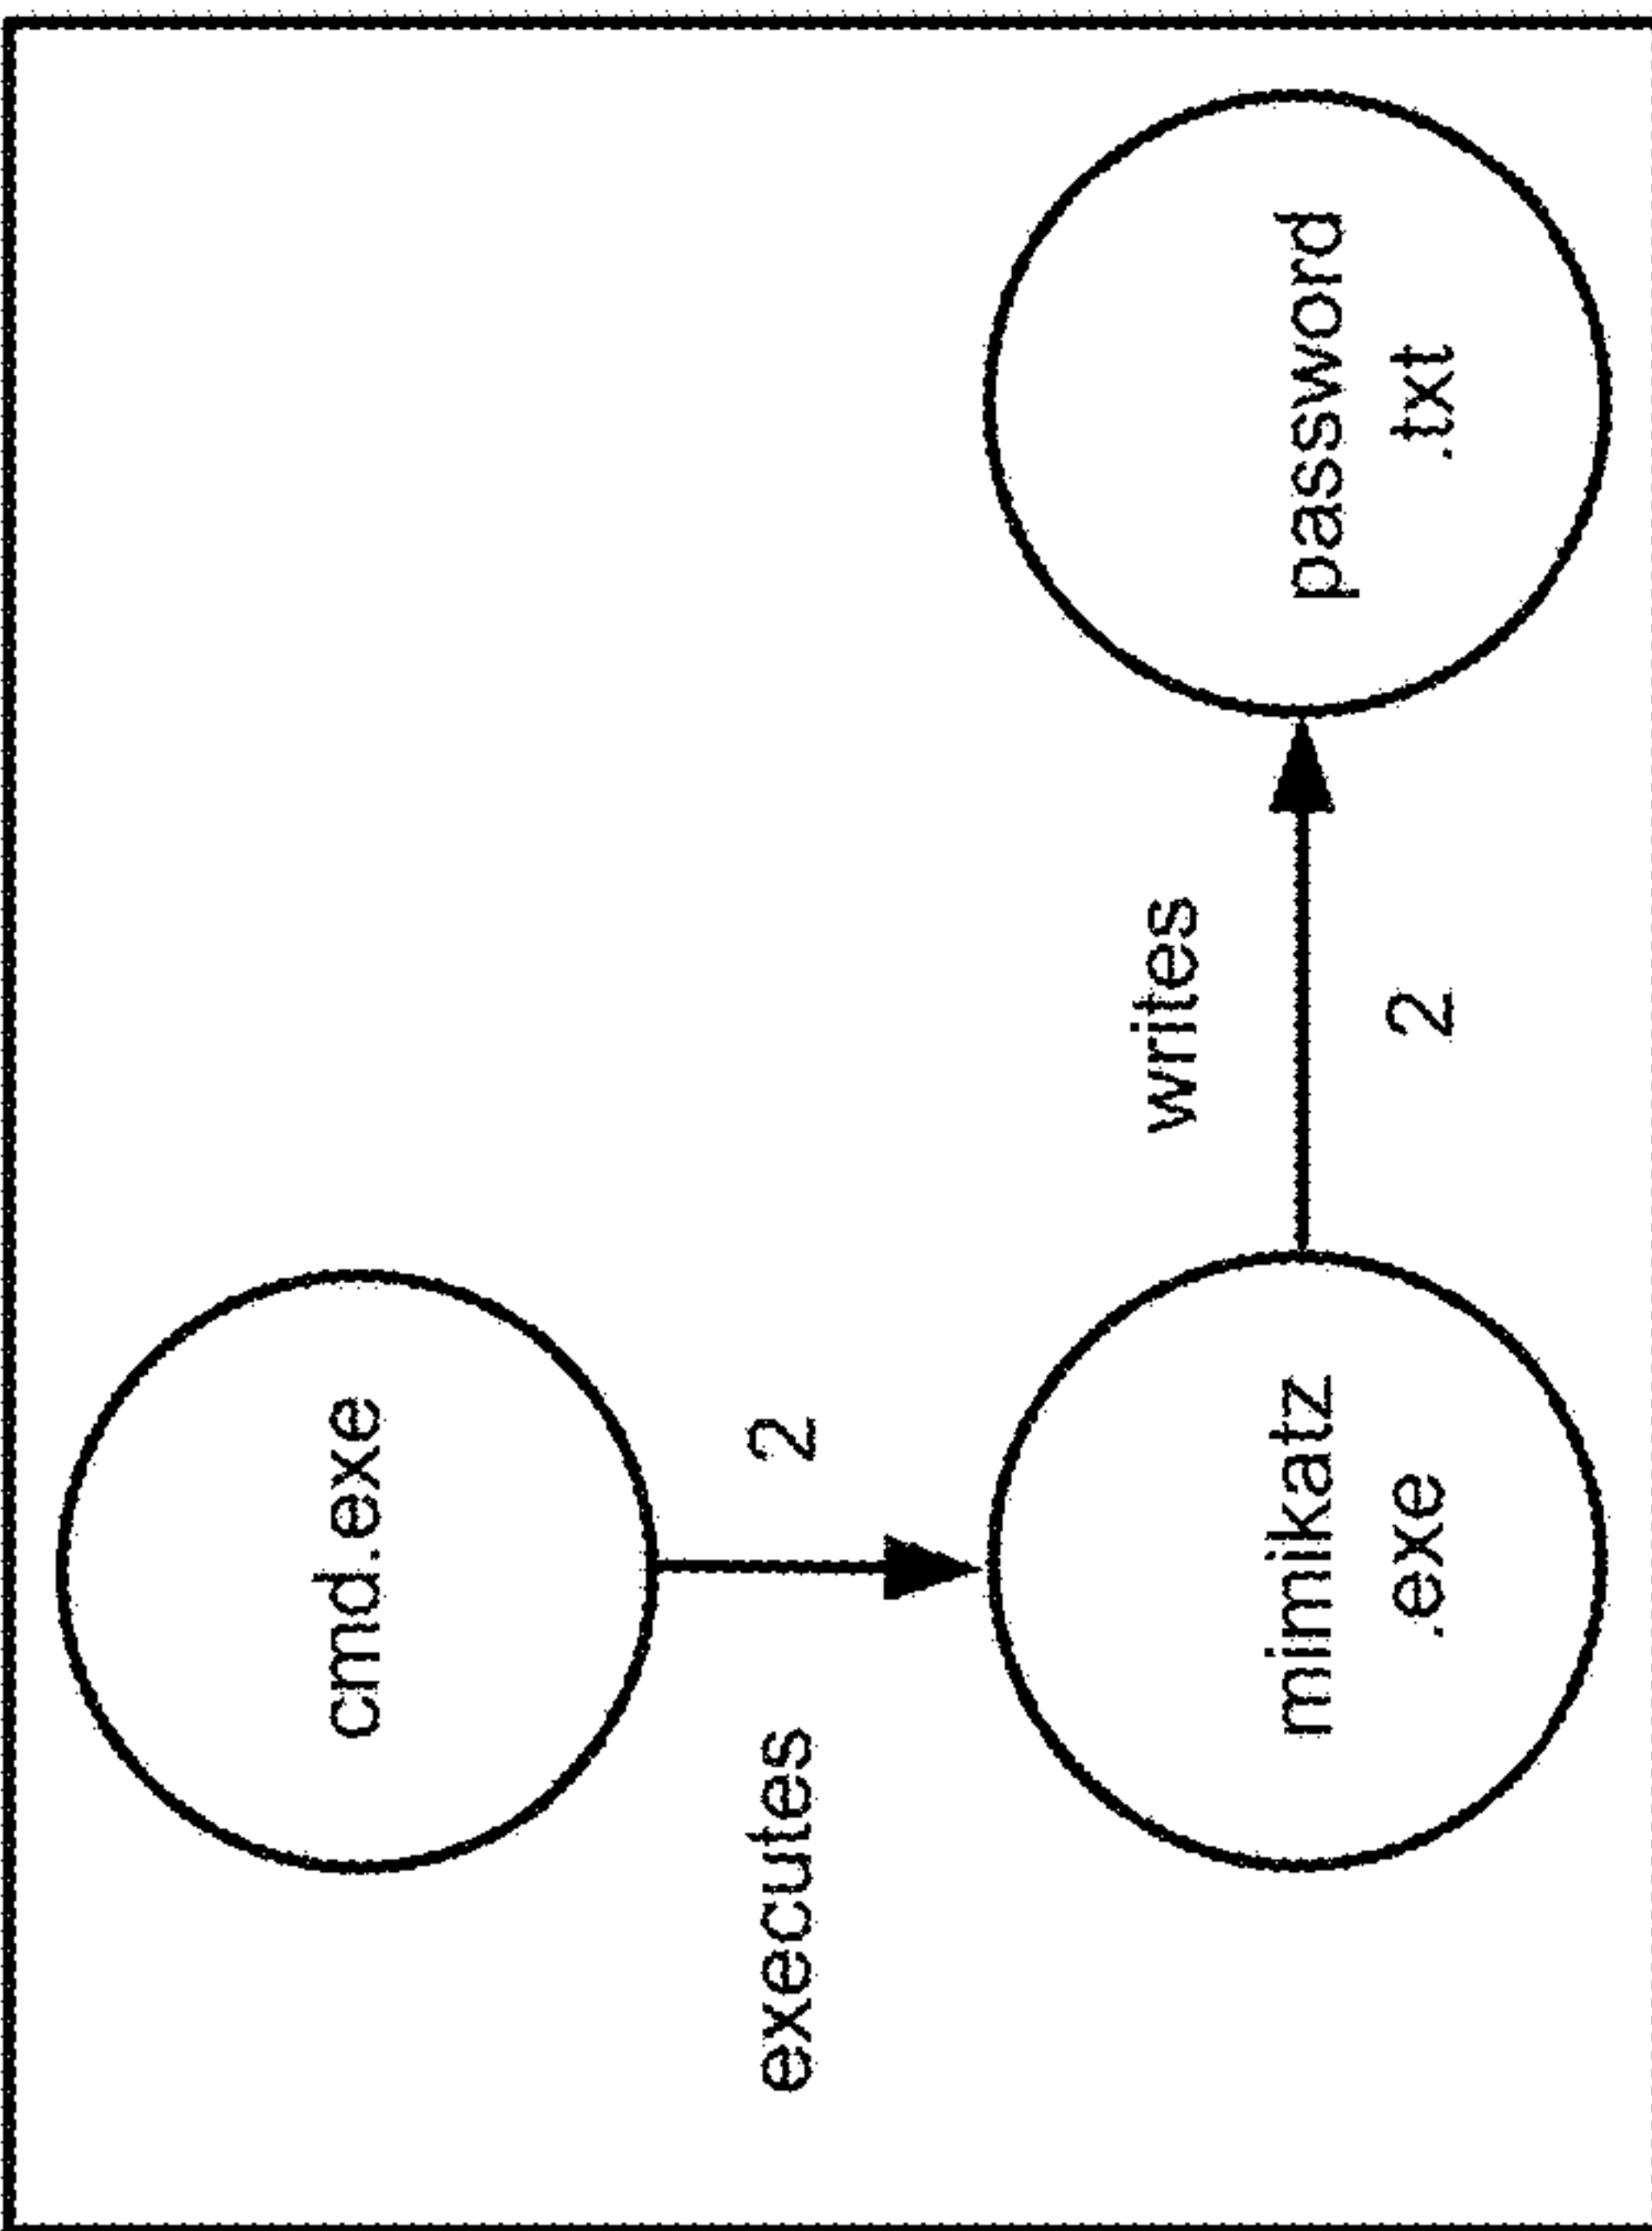 cmd.exe
executes
2
mimikatz
.exe
writes
2
password
.txt